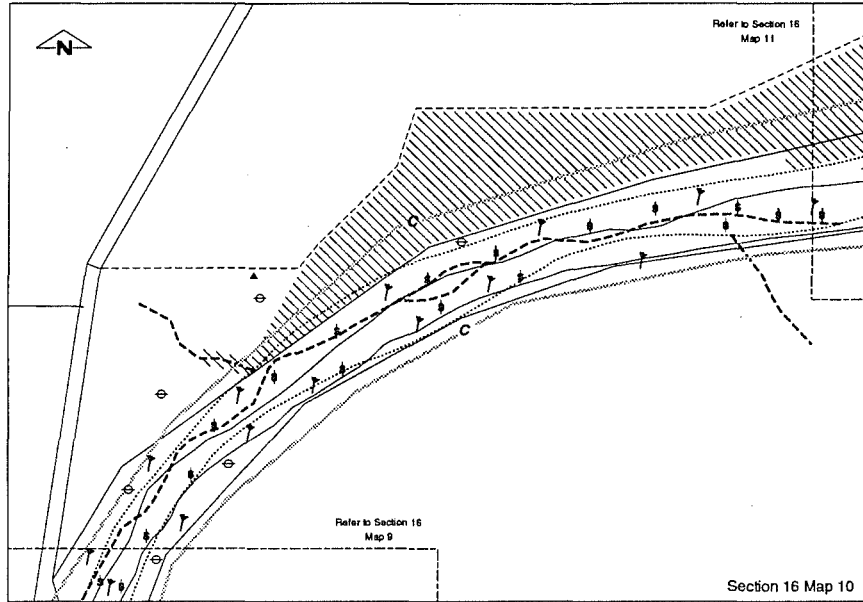 Refer to Section 16
Map 11
N
C
C
Refer to Section 16
Map 9
Section 16 Map 10